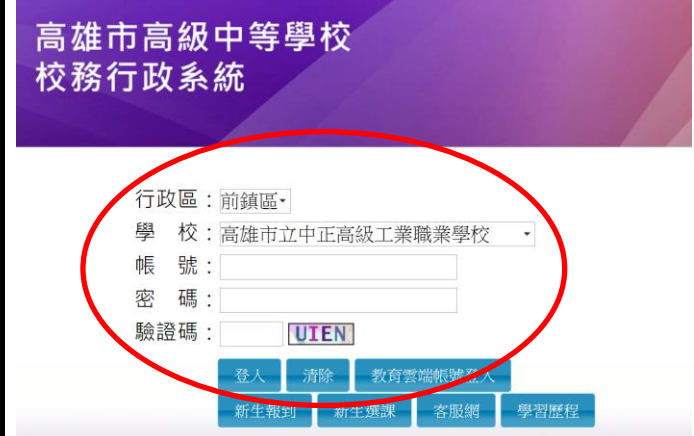 高雄市高級中等學校
校務行政系統
行政區：前鎮區
學　校：高雄市立中正高級工業職業學校
帳　號：
密　碼：
驗證碼： UIEN
登入 清除 教育雲端帳號登入
新生報到 新生選課 客服網 學習歷程